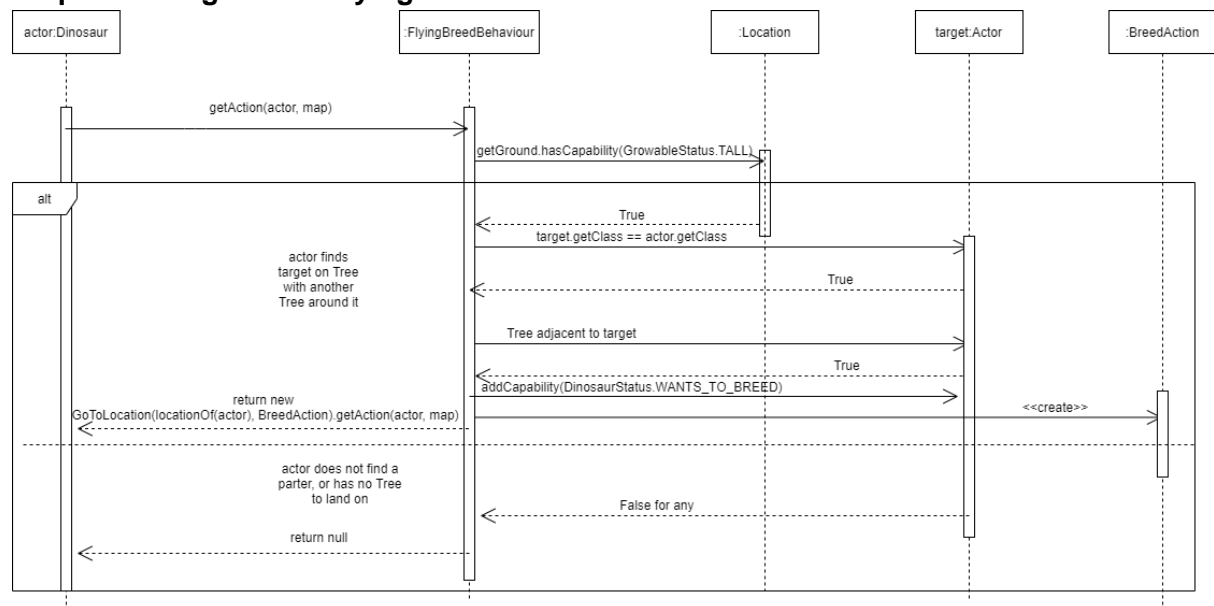 actor:Dinosaur
:FlyingBreedBehaviour
:Location
target:Actor
:BreedAction
getAction(actor, map)
getGround.hasCapability(GrowableStatus.TALL)
alt
True
target.getClass == actor.getClass
actor finds
target on Tree
with another
Tree around it
True
Tree adjacent to target
True
addCapability(DinosaurStatus.WANTS_TO_BREED)
return new
GoToLocation(locationOf(actor), BreedAction).getAction(actor, map)
<<create>>
actor does not find a
parter, or has no Tree
to land on
False for any
return null